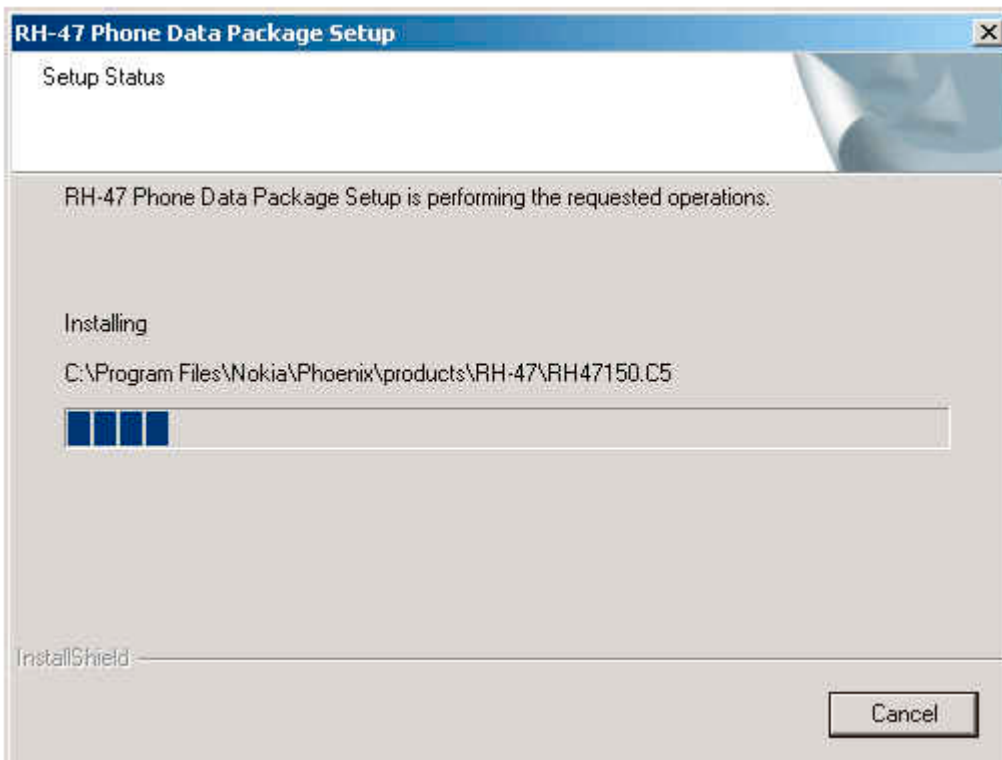 RH-47 Phone Data Package Setup
Setup Status
RH-47 Phone Data Package Setup is performing the requested operations.
Installing
C:\Program Files\Nokia\Phoenix\products\RH-47\RH47150.C5
InstallShield
Cancel